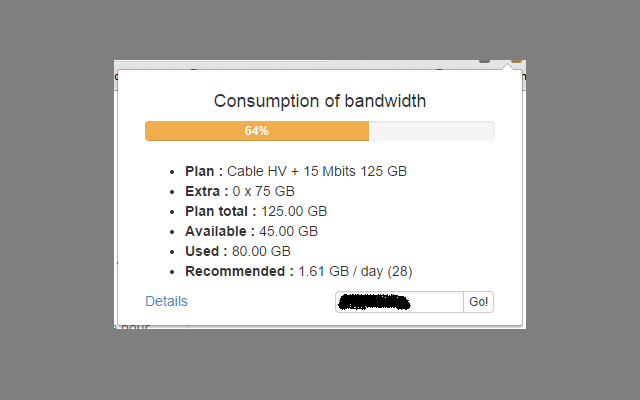 Consumption of bandwidth
64%
Plan : Cable HV + 15 Mbits 125 GB
Extra : 0 x 75 GB
Plan total : 125.00 GB
Available : 45.00 GB
Used : 80.00 GB
Recommended : 1.61 GB / day (28)
Details
Go!
hour